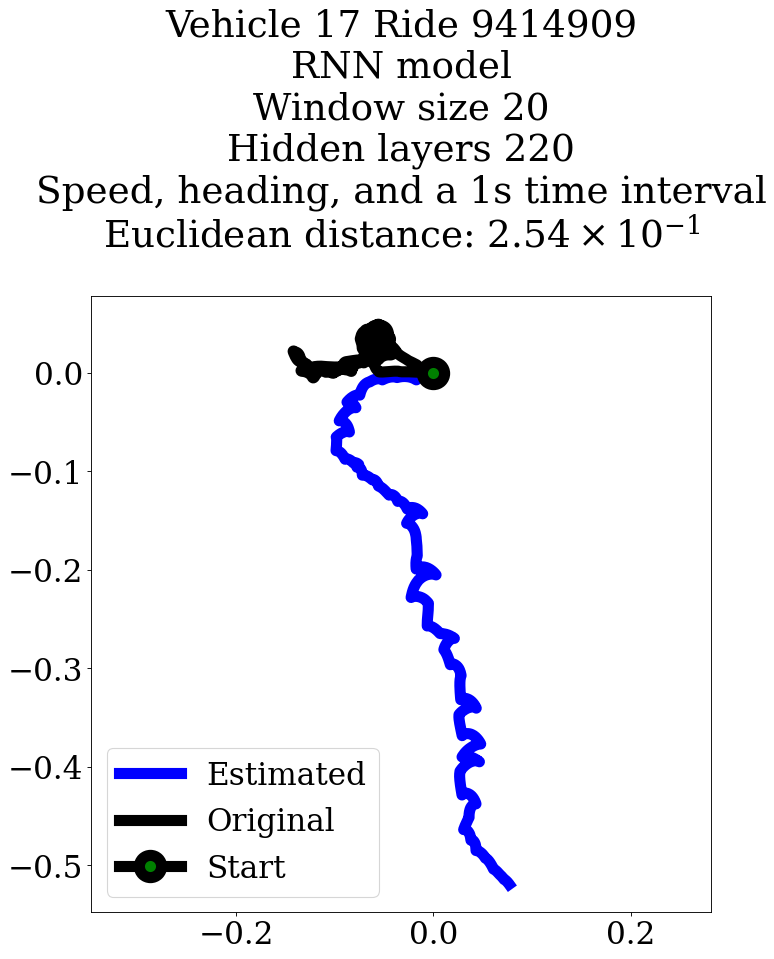 Vehicle 17 Ride 9414909
RNN model
Window size 20
Hidden layers 220
Speed, heading, and a 1s time interval
Euclidean distance: 2.54 × 10⁻¹
0.0
−0.1
−0.2
−0.3
−0.4
−0.5
Estimated
Original
Start
−0.2
0.0
0.2